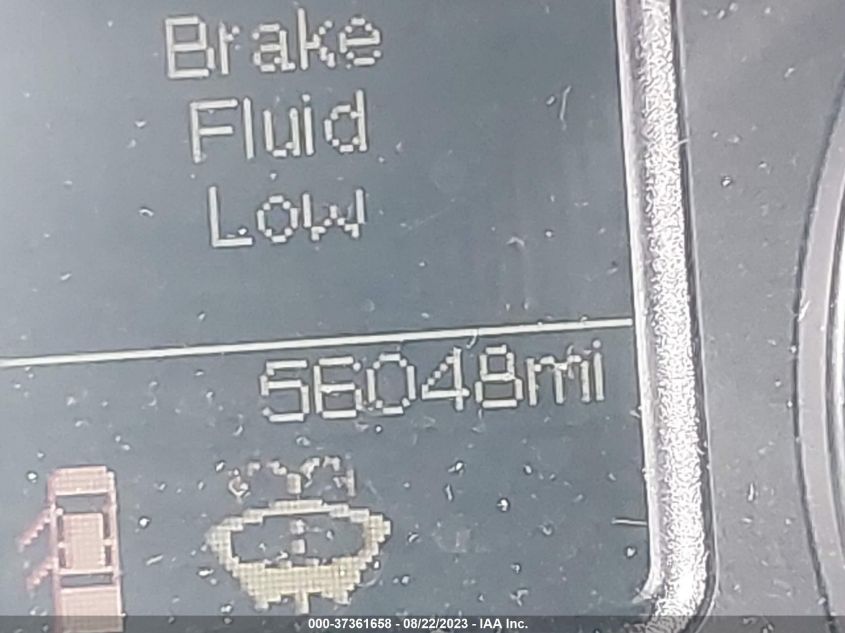 Brake
Fluid
Low
56048mi
000-37361658 - 08/22/2023 - IAA Inc.